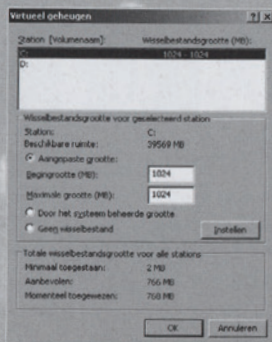 Virtueel geheugen
Station [Volumenaam]: Wisselbestandsgrootte (MB):
C: 1024 - 1024
D:
Wisselbestandsgrootte voor geselecteerd station
Station: C:
Beschikbare ruimte: 39569 MB
Aangepaste grootte:
Begingrootte (MB): 1024
Maximale grootte (MB): 1024
Door het systeem beheerde grootte
Geen wisselbestand Instellen
Totale wisselbestandsgrootte voor alle stations
Minimaal toegestaan: 2 MB
Aanbevolen: 766 MB
Momenteel toegewezen: 768 MB
OK Annuleren